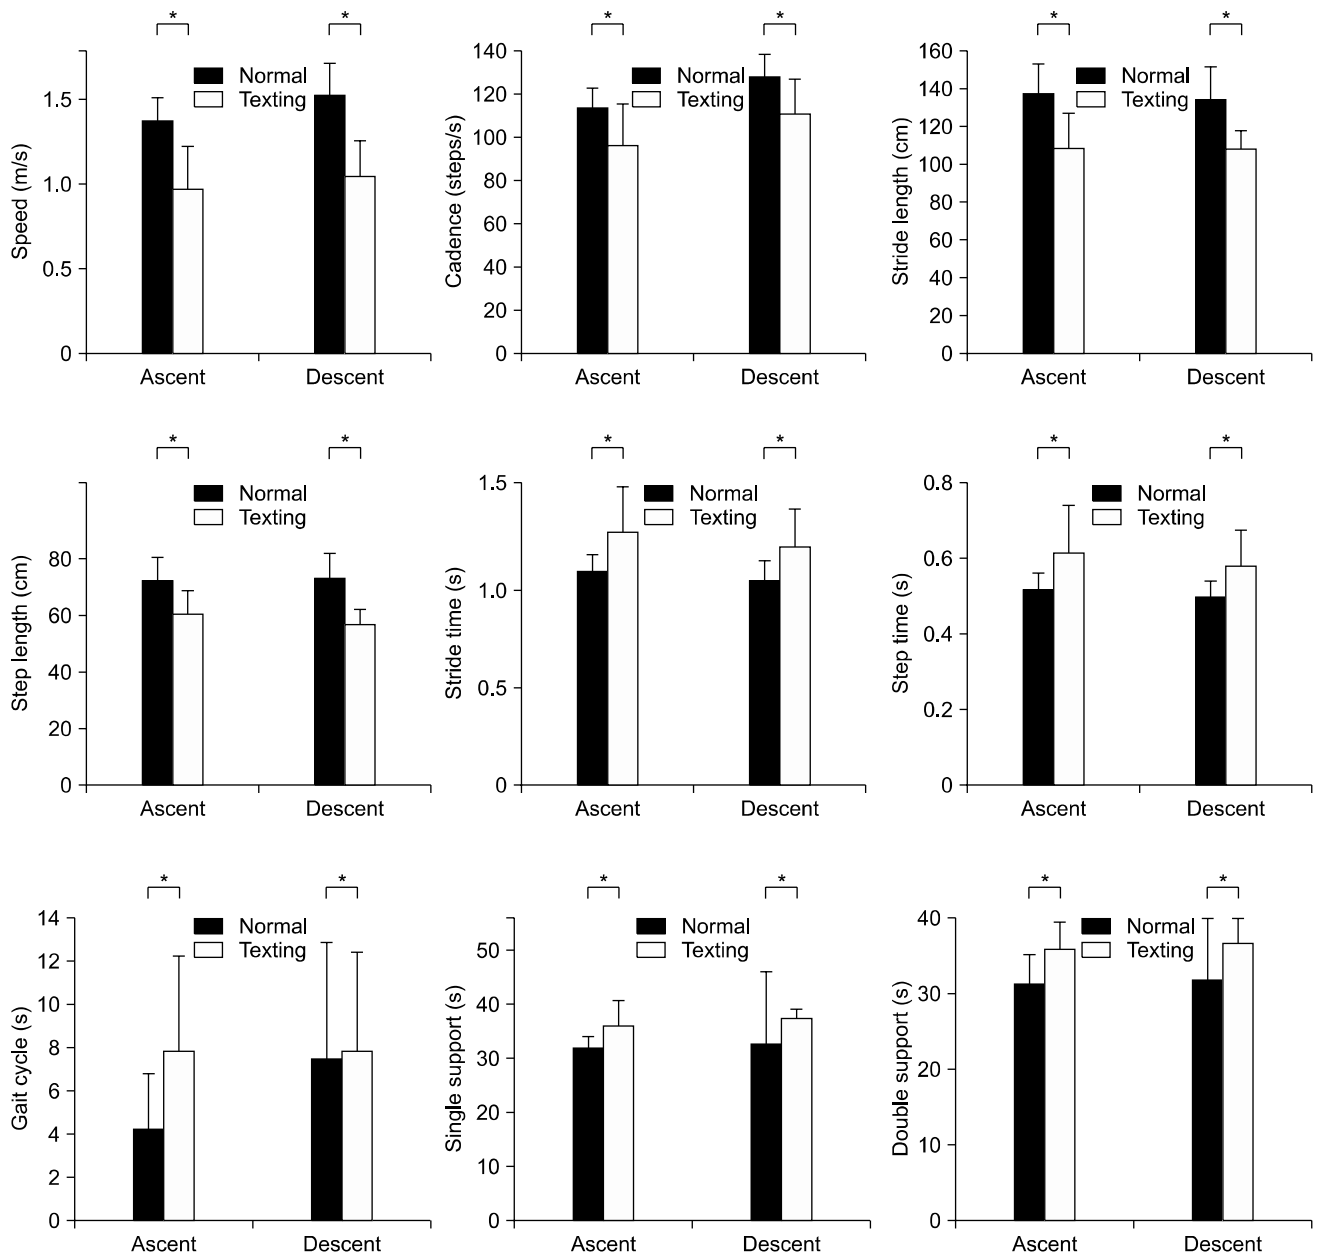 * *
Speed (m/s)
1.5
1.0
0.5
0
Normal
Texting
Ascent Descent
* *
Cadence (steps/s)
140
120
100
80
60
40
20
0
Normal
Texting
Ascent Descent
* *
Stride length (cm)
160
140
120
100
80
60
40
20
0
Normal
Texting
Ascent Descent
* *
Step length (cm)
80
60
40
20
0
Normal
Texting
Ascent Descent
* *
Stride time (s)
1.5
1.0
0.5
0
Normal
Texting
Ascent Descent
* *
Step time (s)
0.8
0.6
0.4
0.2
0
Normal
Texting
Ascent Descent
* *
Gait cycle (s)
14
12
10
8
6
4
2
0
Normal
Texting
Ascent Descent
* *
Single support (s)
50
40
30
20
10
0
Normal
Texting
Ascent Descent
* *
Double support (s)
40
30
20
10
0
Normal
Texting
Ascent Descent